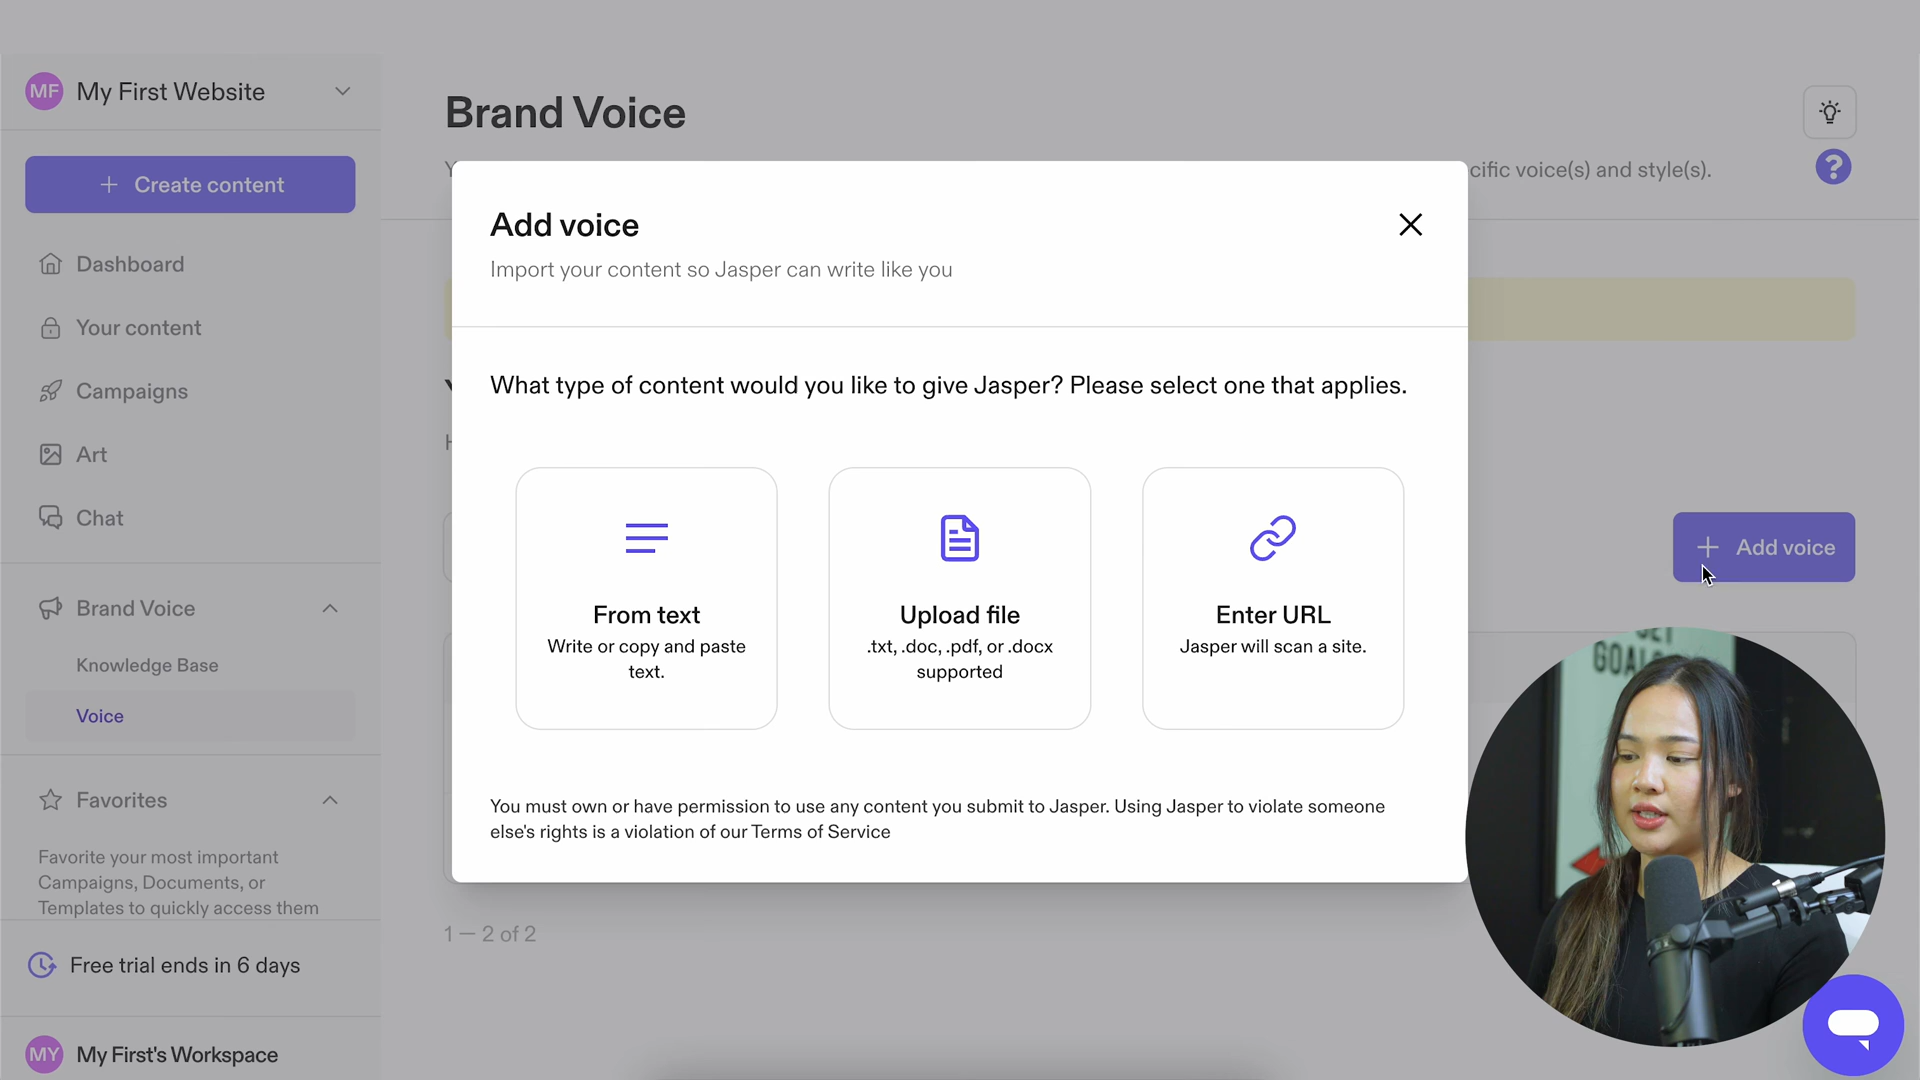 MF My First Website
+ Create content
Dashboard
Your content
Campaigns
Art
Chat
Brand Voice
Knowledge Base
Voice
Favorites
Favorite your most important
Campaigns, Documents, or
Templates to quickly access them
Free trial ends in 6 days
MY My First's Workspace
Brand Voice
cific voice(s) and style(s).
?
Add voice
Import your content so Jasper can write like you
What type of content would you like to give Jasper? Please select one that applies.
From text
Write or copy and paste
text.
Upload file
.txt, .doc, .pdf, or .docx
supported
Enter URL
Jasper will scan a site.
You must own or have permission to use any content you submit to Jasper. Using Jasper to violate someone
else's rights is a violation of our Terms of Service
+ Add voice
1 — 2 of 2